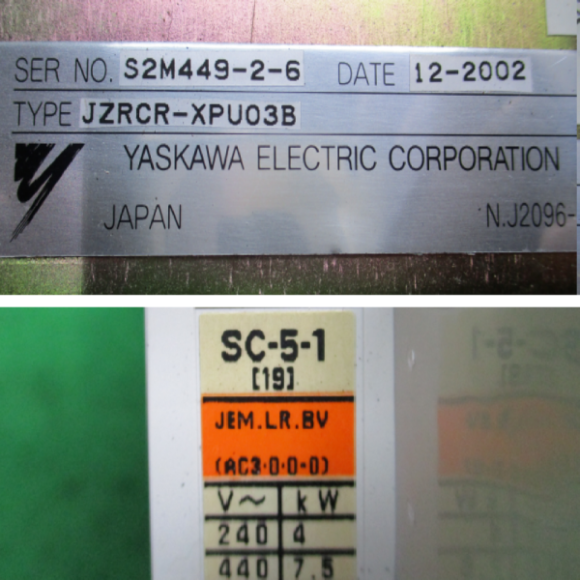 SER NO. S2M449-2-6 DATE 12-2002
TYPE JZRCR-XPU03B
YASKAWA ELECTRIC CORPORATION
JAPAN N.J2096-
SC-5-1
[19]
JEM.LR.BV
(AC3·0·0-0)
V~ kW
240 4
440 7.5